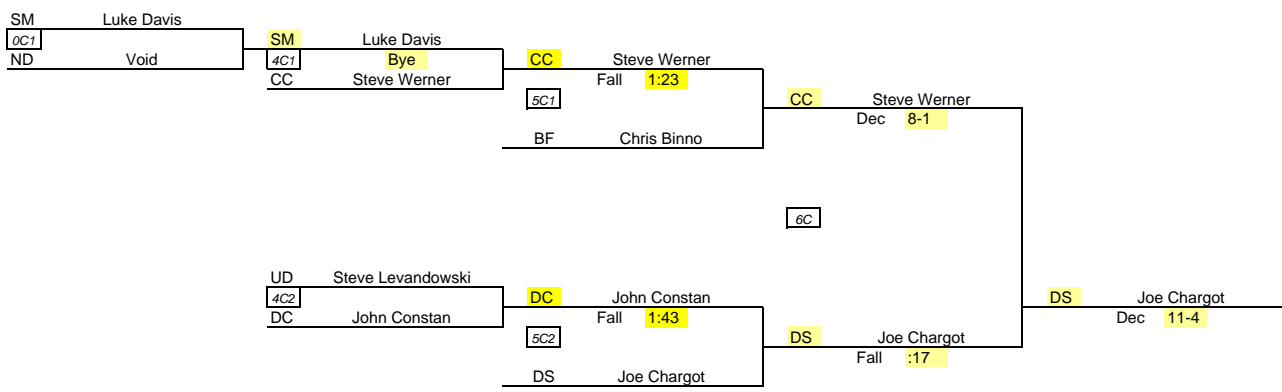 SM Luke Davis
0C1
ND Void
SM Luke Davis
4C1 Bye
CC Steve Werner
CC Steve Werner
Fall 1:23
5C1
BF Chris Binno
CC Steve Werner
Dec 8-1
6C
UD Steve Levandowski
4C2
DC John Constan
DC John Constan
Fall 1:43
5C2
DS Joe Chargot
DS Joe Chargot
Fall :17
DS Joe Chargot
Dec 11-4